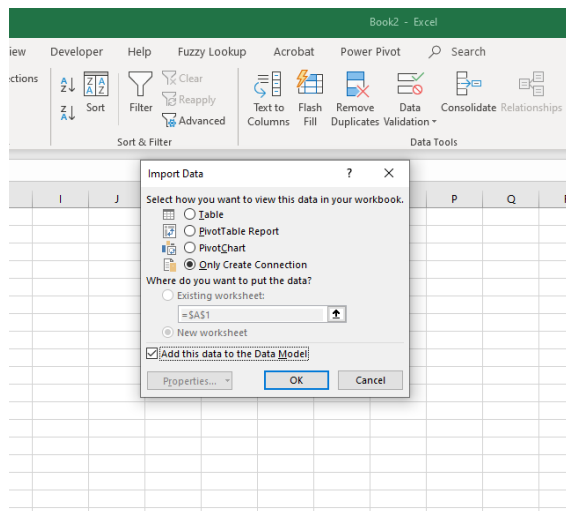 Book2 - Excel
iew Developer Help Fuzzy Lookup Acrobat Power Pivot Search
ctions
Clear
Reapply
Advanced
Sort Filter
Text to Columns
Flash Fill
Remove Duplicates
Data Validation
Consolidate Relationships
Sort & Filter Data Tools
Import Data ? ×
I J P Q
Select how you want to view this data in your workbook.
Table
PivotTable Report
PivotChart
Only Create Connection
Where do you want to put the data?
Existing worksheet:
=$A$1
New worksheet
Add this data to the Data Model
Properties...
OK Cancel